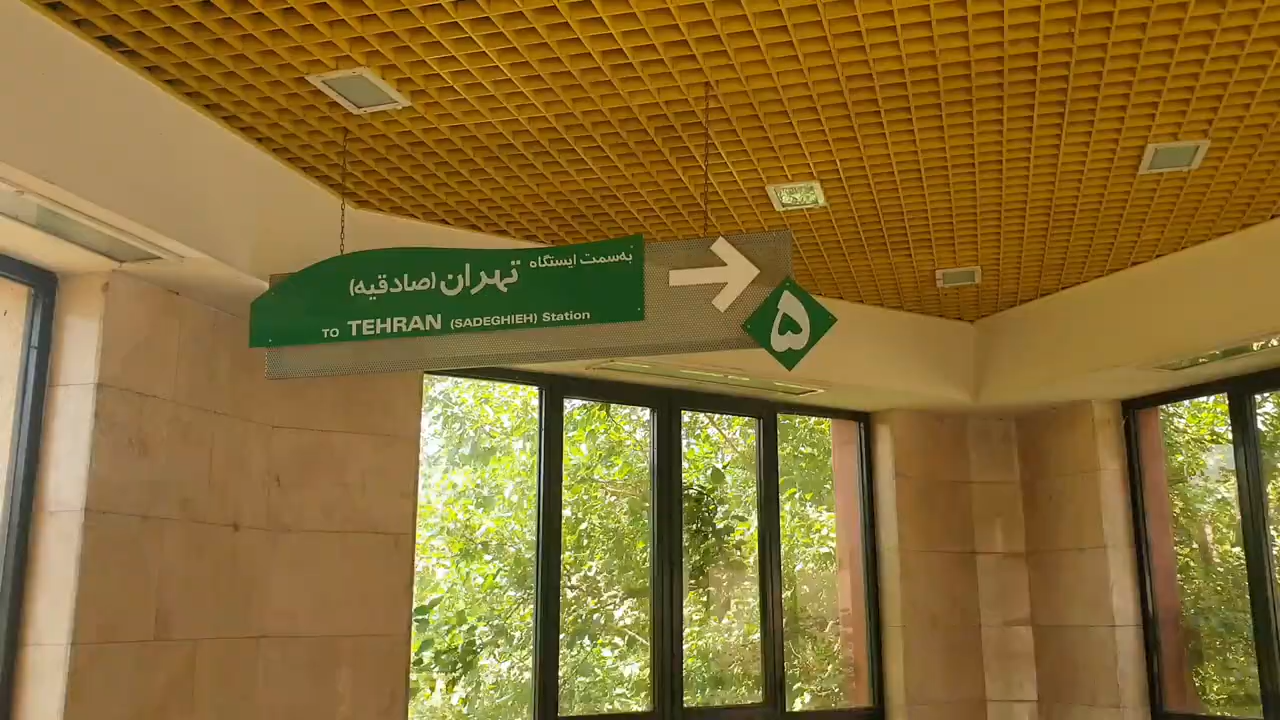 به‌سمت ایستگاه تهران (صادقیه)
TO TEHRAN (SADEGHIEH) Station
۵